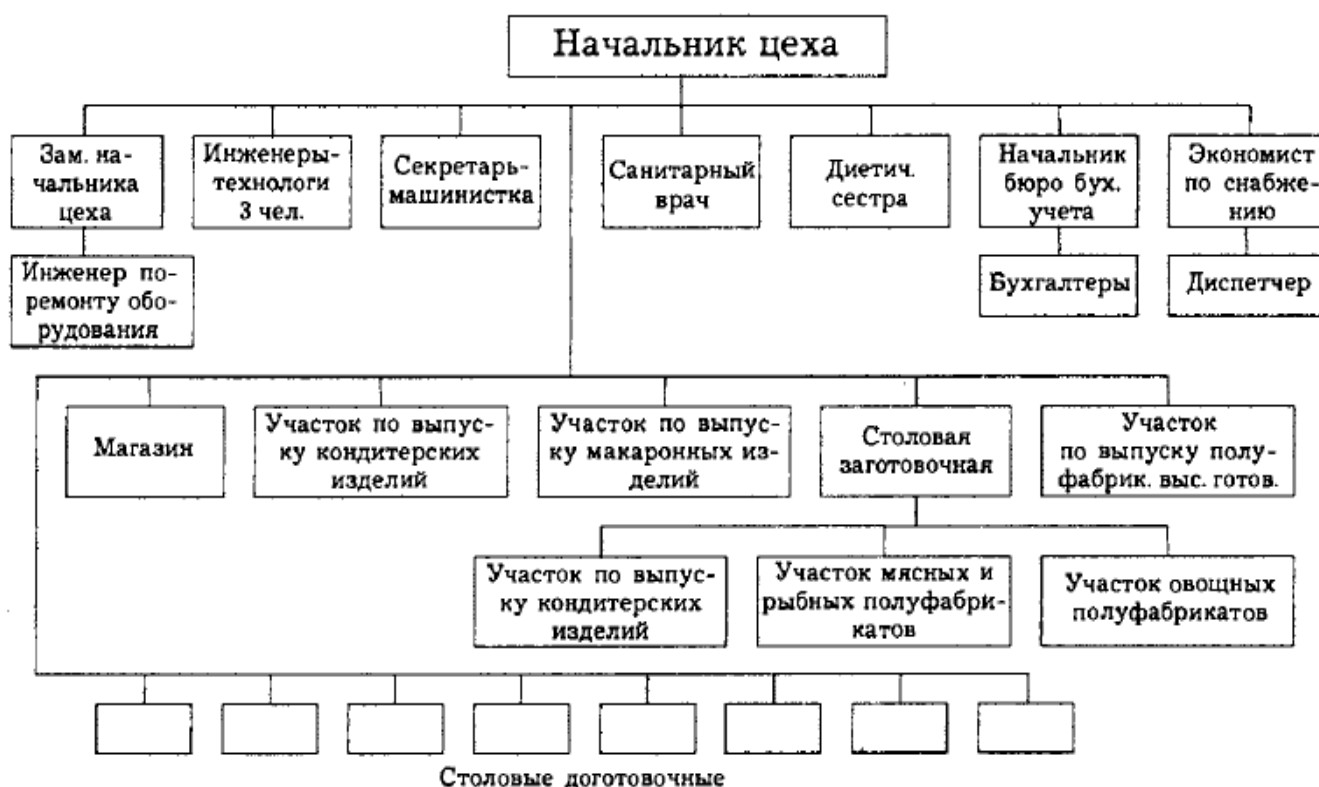 Начальник цеха
Зам. на-
чальника
цеха
Инженеры-
технологи
3 чел.
Секретарь-
машинистка
Санитарный
врач
Диетич.
сестра
Начальник
бюро бух.
учета
Экономист
по снабже-
нию
Инженер по-
ремонту обо-
рудования
Бухгалтеры
Диспетчер
Магазин
Участок по выпус-
ку кондитерских
изделий
Участок по выпус-
ку макаронных из-
делий
Столовая
заготовочная
Участок
по выпуску полу-
фабрик. выс. готов.
Участок по выпус-
ку кондитерских
изделий
Участок мясных и
рыбных полуфабри-
катов
Участок овощных
полуфабрикатов
Столовые доготовочные